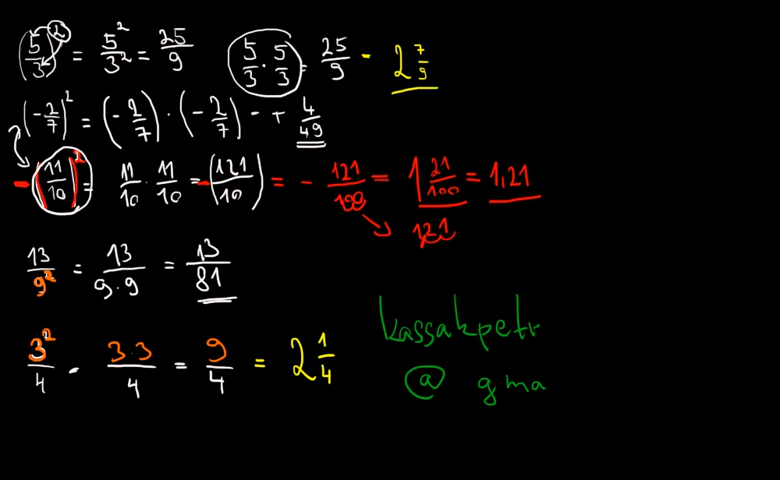 (5/3)² = 5²/3² = 25/9 5/3 · 5/3 = 25/9 - 2 7/9
(-2/7)² = (-2/7) · (-2/7) - + 4/49
- (11/10)² = 11/10 · 11/10 = -(121/10) = - 121/100 = 1 21/100 = 1,21
121
13/9² = 13/9·9 = 13/81
3²/4 - 3·3/4 = 9/4 = 2 1/4
kassakpetr
@ gma